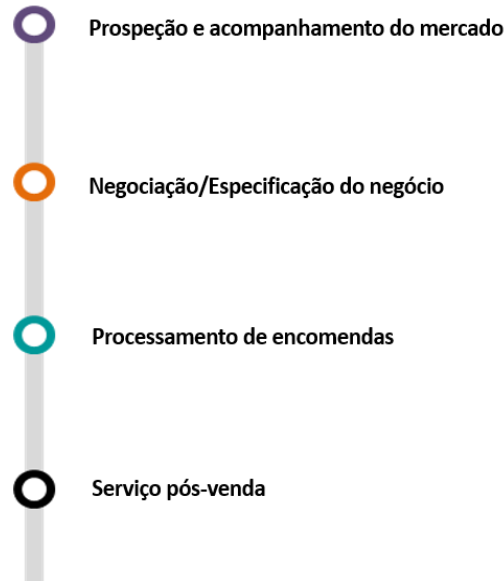 Prospeção e acompanhamento do mercado
Negociação/Especificação do negócio
Processamento de encomendas
Serviço pós-venda